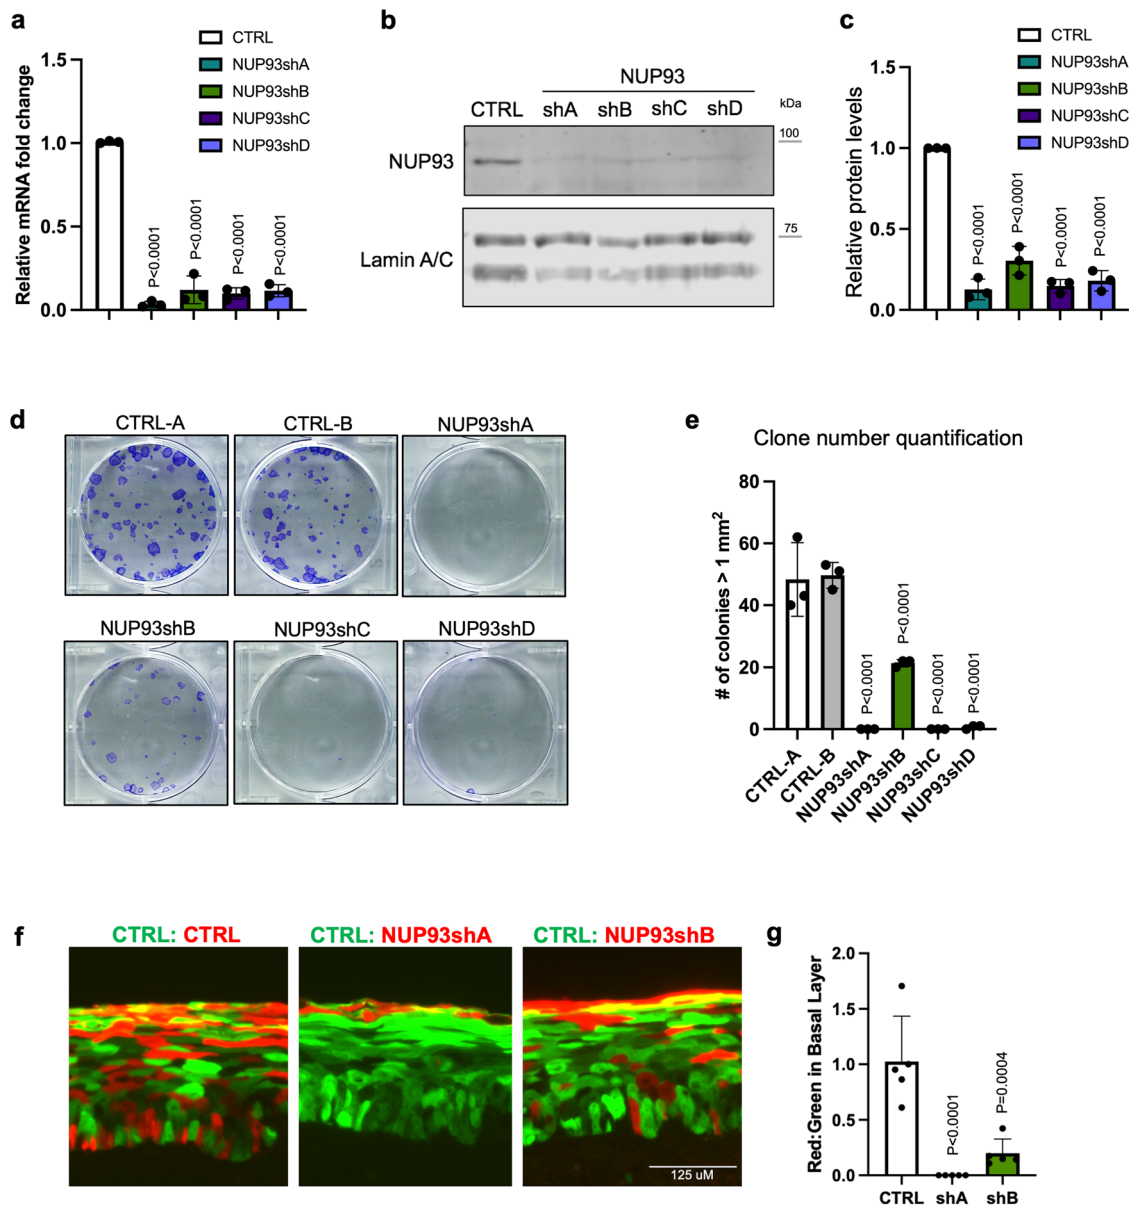 a
CTRL
NUP93shA
NUP93shB
NUP93shC
NUP93shD
Relative mRNA fold change
1.5
1.0
0.5
0.0
P<0.0001
P<0.0001
P<0.0001
P<0.0001
b
NUP93
CTRL shA shB shC shD
kDa
100
NUP93
75
Lamin A/C
c
CTRL
NUP93shA
NUP93shB
NUP93shC
NUP93shD
Relative protein levels
1.5
1.0
0.5
0.0
P<0.0001
P<0.0001
P<0.0001
P<0.0001
d
CTRL-A CTRL-B NUP93shA
NUP93shB NUP93shC NUP93shD
e
Clone number quantification
# of colonies > 1 mm²
80
60
40
20
0
P<0.0001
P<0.0001
P<0.0001
P<0.0001
CTRL-A
CTRL-B
NUP93shA
NUP93shB
NUP93shC
NUP93shD
f
CTRL: CTRL
CTRL: NUP93shA
CTRL: NUP93shB
125 uM
g
Red:Green in Basal Layer
2.0
1.5
1.0
0.5
0.0
P<0.0001
P=0.0004
CTRL shA shB